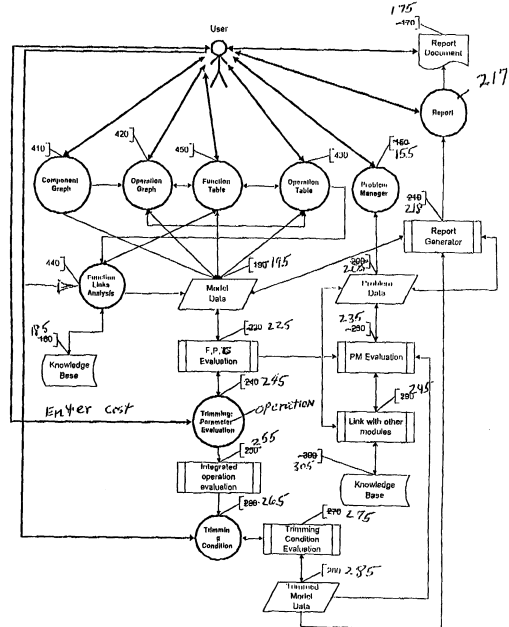 User
175
170
Report
Document
217
Report
410
420
450
430
160
155
Component
Graph
Operation
Graph
Function
Table
Operation
Table
Problem
Manager
210
218
Report
Generator
440
190 195
200
Function
Links
Analysis
Model
Data
Problem
Data
185
180
Knowledge
Base
220 225
235
230
F,P,
Evaluation
PM Evaluation
240 245
290 245
Enter cost
Trimming:
Parameter
Evaluation
Operation
Link with other
modules
255
250
300
305
Integrated
operation
evaluation
Knowledge
Base
260 265
270 275
Trimmin
g
Condition
Trimming
Condition
Evaluation
280 285
Trimmed
Model
Data